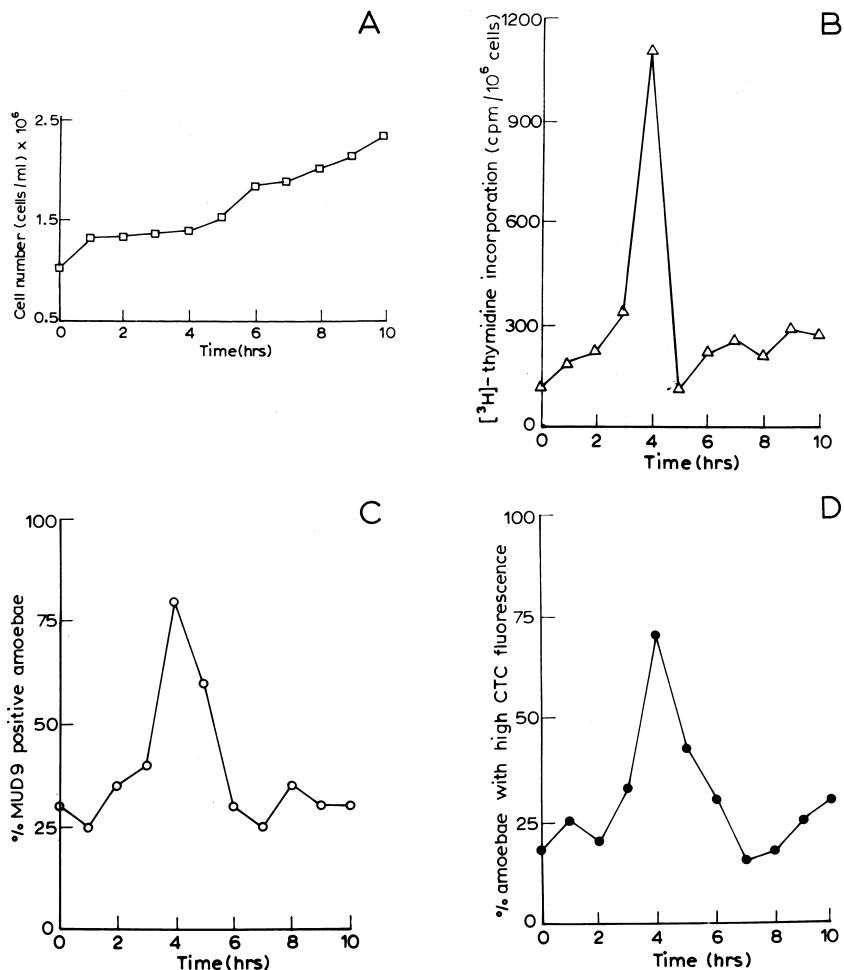 A
Cell number (cells/ml) x 10⁶
2.5
1.5
0.5
0 2 4 6 8 10
Time(hrs)
B
[³H]-thymidine incorporation (cpm/10⁶ cells)
1200
900
600
300
0
0 2 4 6 8 10
Time(hrs)
C
% MUD9 positive amoebae
100
75
50
25
0
0 2 4 6 8 10
Time(hrs)
D
% amoebae with high CTC fluorescence
100
75
50
25
0
0 2 4 6 8 10
Time (hrs)